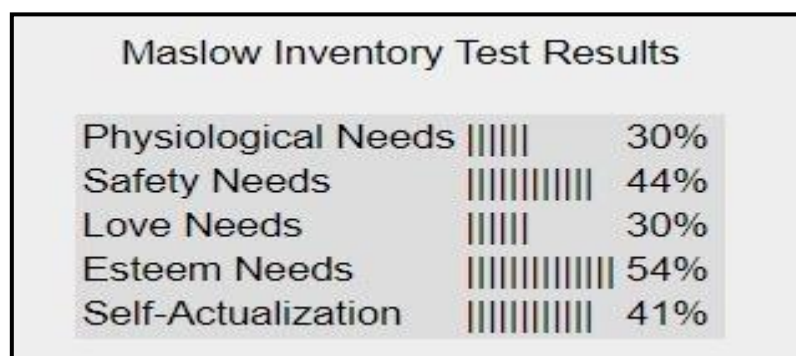 Maslow Inventory Test Results
Physiological Needs |||||| 30%
Safety Needs |||||||||||| 44%
Love Needs |||||| 30%
Esteem Needs |||||||||||||| 54%
Self-Actualization |||||||||||| 41%